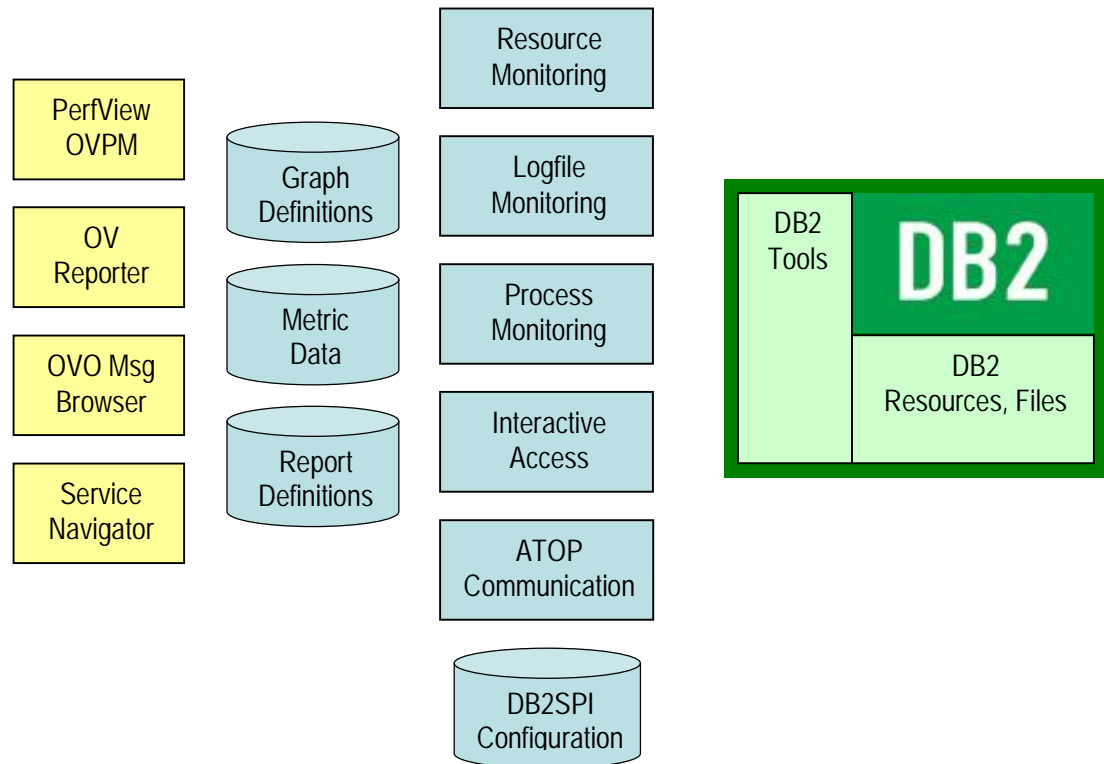 PerfView
OVPM
OV
Reporter
OVO Msg
Browser
Service
Navigator
Graph
Definitions
Metric
Data
Report
Definitions
Resource
Monitoring
Logfile
Monitoring
Process
Monitoring
Interactive
Access
ATOP
Communication
DB2SPI
Configuration
DB2
Tools
DB2
DB2
Resources, Files